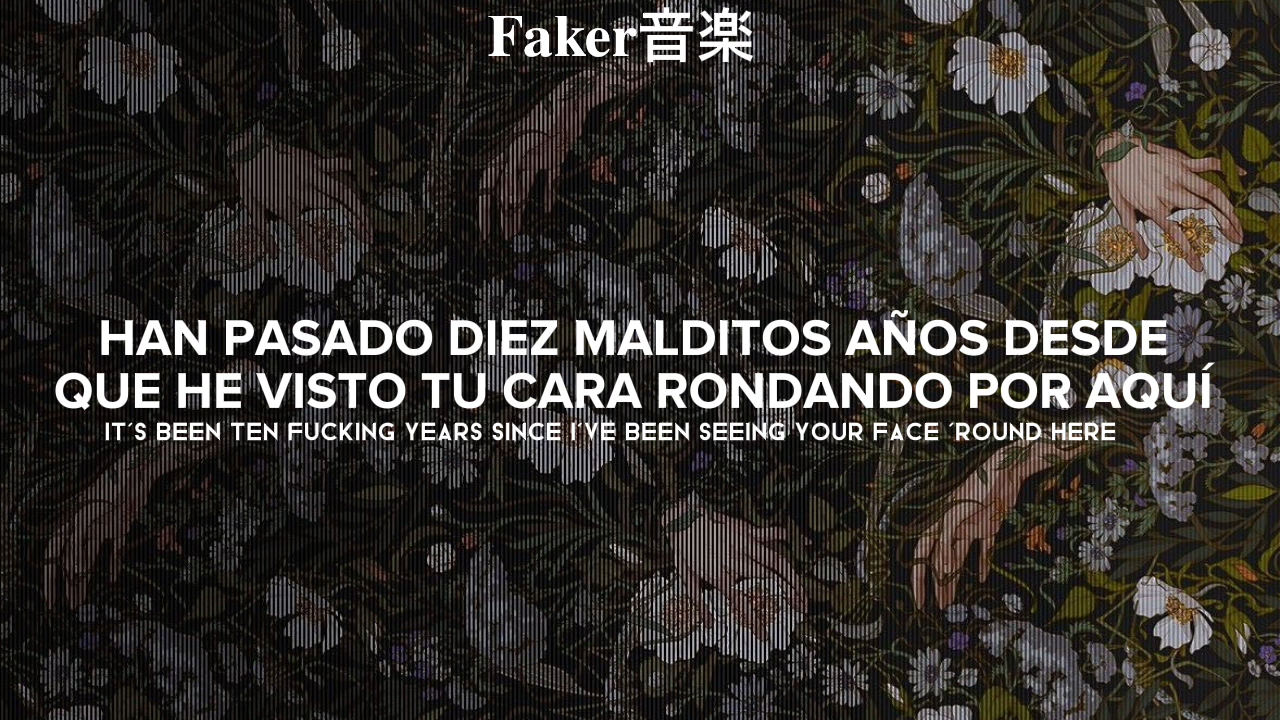 Faker音楽
HAN PASADO DIEZ MALDITOS AÑOS DESDE
QUE HE VISTO TU CARA RONDANDO POR AQUÍ
IT´S BEEN TEN FUCKING YEARS SINCE I´VE BEEN SEEING YOUR FACE ´ROUND HERE